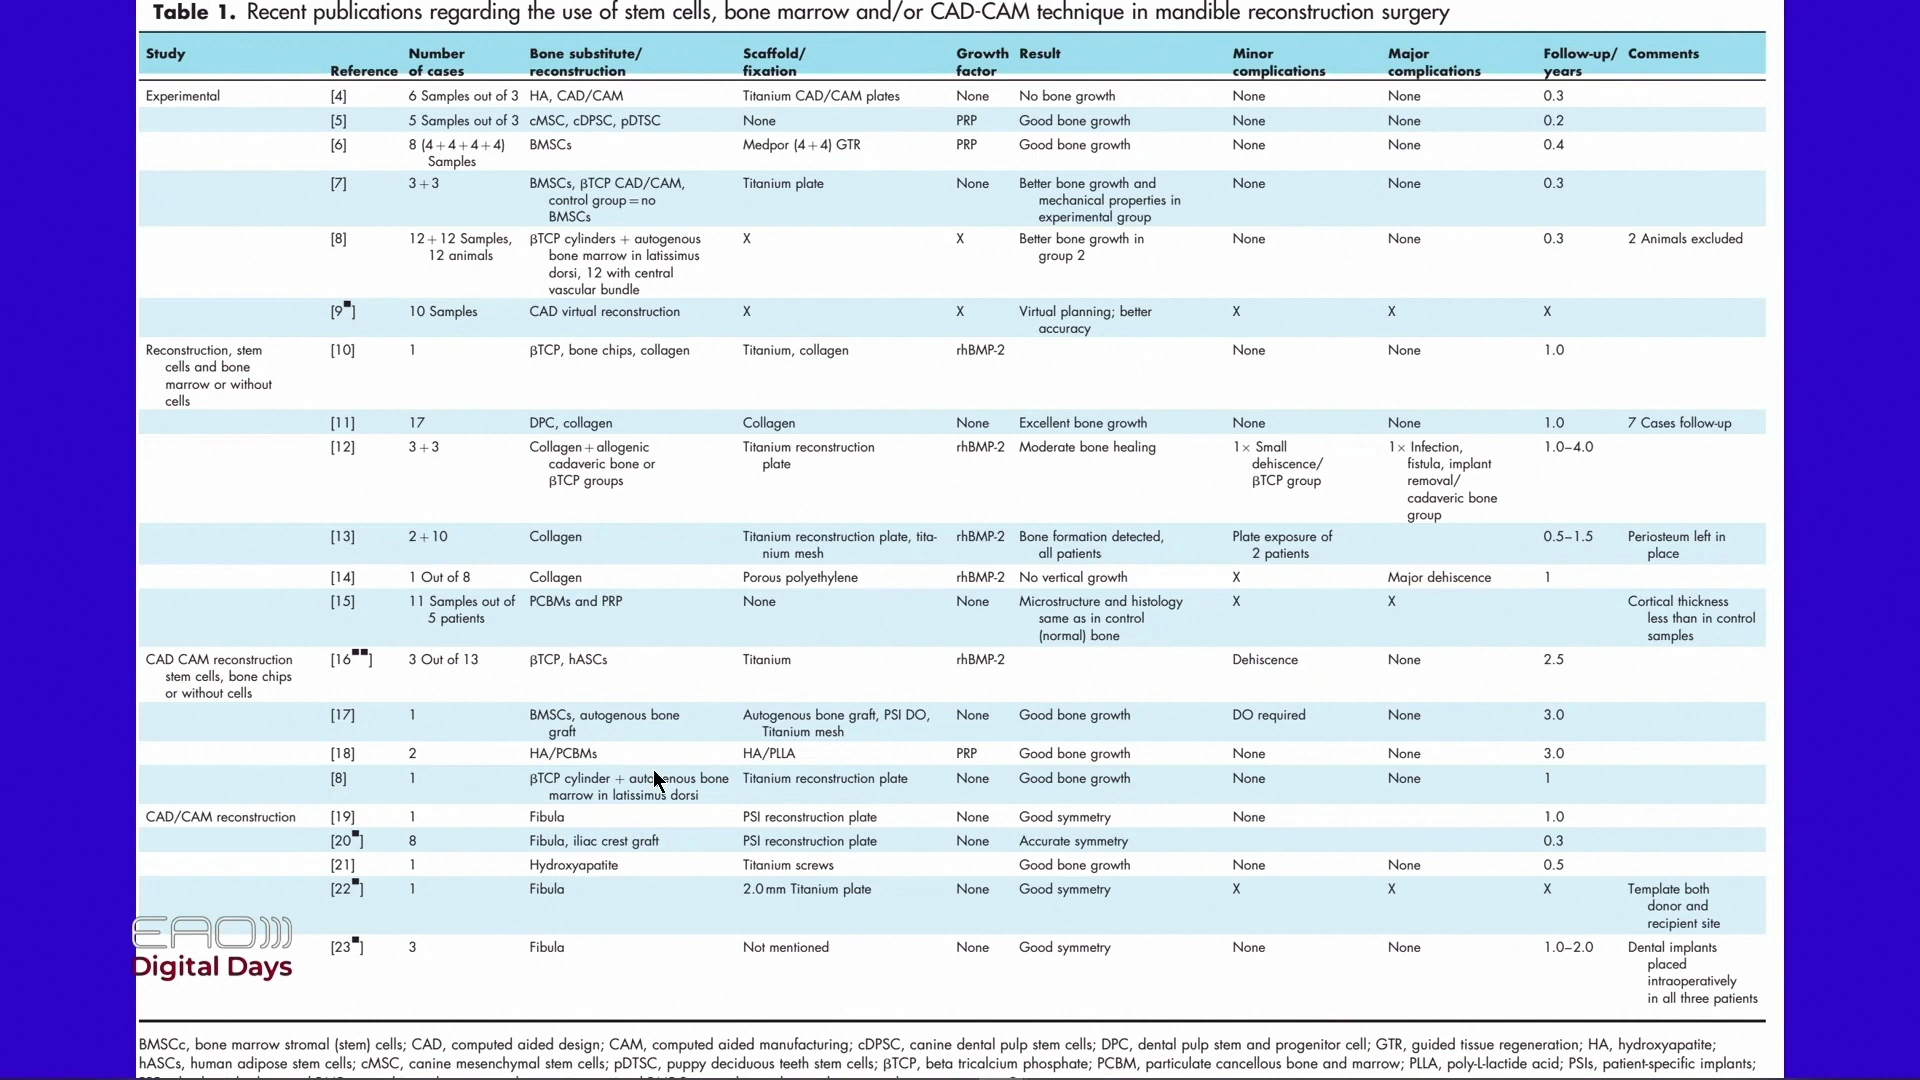 Table 1. Recent publications regarding the use of stem cells, bone marrow and/or CAD-CAM technique in mandible reconstruction surgery
Study Reference Number of cases Bone substitute/ reconstruction Scaffold/ fixation Growth factor Result Minor complications Major complications Follow-up/ years Comments
Experimental [4] 6 Samples out of 3 HA, CAD/CAM Titanium CAD/CAM plates None No bone growth None None 0.3
[5] 5 Samples out of 3 cMSC, cDPSC, pDTSC None PRP Good bone growth None None 0.2
[6] 8 (4+4+4+4) Samples BMSCs Medpor (4+4) GTR PRP Good bone growth None None 0.4
[7] 3+3 BMSCs, βTCP CAD/CAM, control group=no BMSCs Titanium plate None Better bone growth and mechanical properties in experimental group None None 0.3
[8] 12+12 Samples, 12 animals βTCP cylinders + autogenous bone marrow in latissimus dorsi, 12 with central vascular bundle X X Better bone growth in group 2 None None 0.3 2 Animals excluded
[9■] 10 Samples CAD virtual reconstruction X X Virtual planning; better accuracy X X X
Reconstruction, stem cells and bone marrow or without cells [10] 1 βTCP, bone chips, collagen Titanium, collagen rhBMP-2 None None 1.0
[11] 17 DPC, collagen Collagen None Excellent bone growth None None 1.0 7 Cases follow-up
[12] 3+3 Collagen+allogenic cadaveric bone or βTCP groups Titanium reconstruction plate rhBMP-2 Moderate bone healing 1× Small dehiscence/ βTCP group 1× Infection, fistula, implant removal/ cadaveric bone group 1.0–4.0
[13] 2+10 Collagen Titanium reconstruction plate, tita-nium mesh rhBMP-2 Bone formation detected, all patients Plate exposure of 2 patients 0.5–1.5 Periosteum left in place
[14] 1 Out of 8 Collagen Porous polyethylene rhBMP-2 No vertical growth X Major dehiscence 1
[15] 11 Samples out of 5 patients PCBMs and PRP None None Microstructure and histology same as in control (normal) bone X X Cortical thickness less than in control samples
CAD CAM reconstruction stem cells, bone chips or without cells [16■■] 3 Out of 13 βTCP, hASCs Titanium rhBMP-2 Dehiscence None 2.5
[17] 1 BMSCs, autogenous bone graft Autogenous bone graft, PSI DO, Titanium mesh None Good bone growth DO required None 3.0
[18] 2 HA/PCBMs HA/PLLA PRP Good bone growth None None 3.0
[8] 1 βTCP cylinder + autogenous bone marrow in latissimus dorsi Titanium reconstruction plate None Good bone growth None None 1
CAD/CAM reconstruction [19] 1 Fibula PSI reconstruction plate None Good symmetry None 1.0
[20■] 8 Fibula, iliac crest graft PSI reconstruction plate None Accurate symmetry 0.3
[21] 1 Hydroxyapatite Titanium screws Good bone growth None None 0.5
[22■] 1 Fibula 2.0 mm Titanium plate None Good symmetry X X X Template both donor and recipient site
[23■] 3 Fibula Not mentioned None Good symmetry None None 1.0–2.0 Dental implants placed intraoperatively in all three patients
EAO
Digital Days
BMSCc, bone marrow stromal (stem) cells; CAD, computed aided design; CAM, computed aided manufacturing; cDPSC, canine dental pulp stem cells; DPC, dental pulp stem and progenitor cell; GTR, guided tissue regeneration; HA, hydroxyapatite;
hASCs, human adipose stem cells; cMSC, canine mesenchymal stem cells; pDTSC, puppy deciduous teeth stem cells; βTCP, beta tricalcium phosphate; PCBM, particulate cancellous bone and marrow; PLLA, poly-L-lactide acid; PSIs, patient-specific implants;